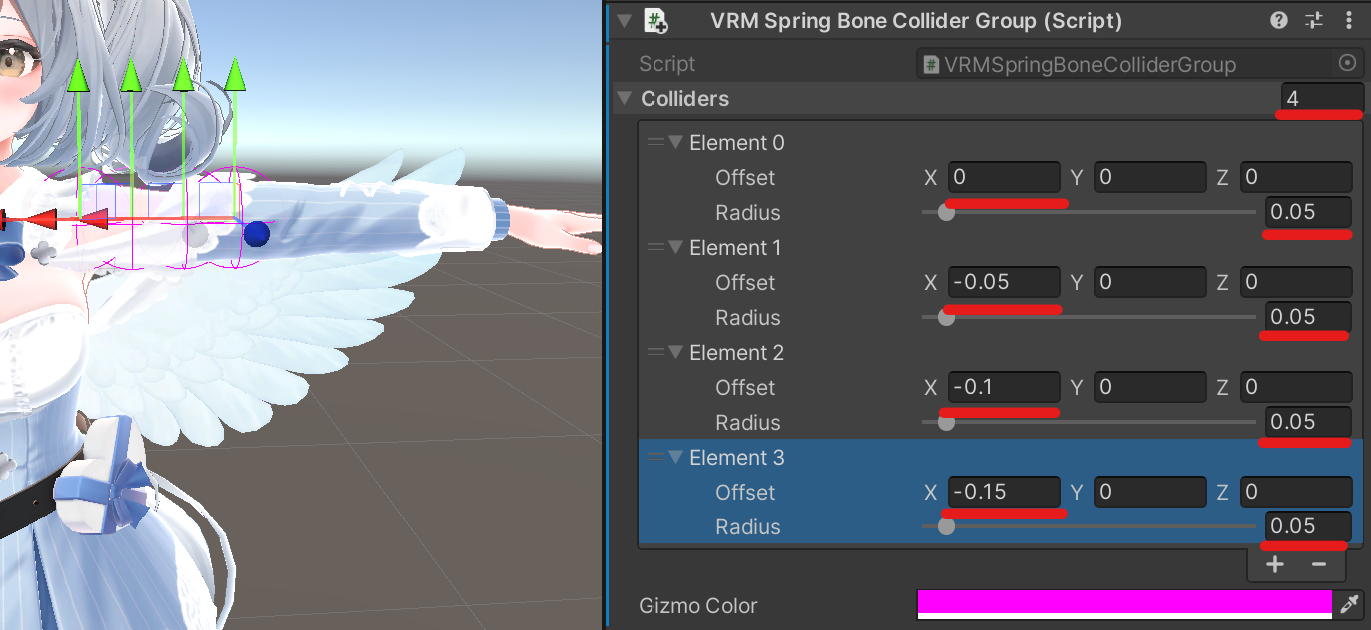 VRM Spring Bone Collider Group (Script)
Script # VRMSpringBoneColliderGroup
Colliders 4
Element 0
Offset X 0 Y 0 Z 0
Radius 0.05
Element 1
Offset X -0.05 Y 0 Z 0
Radius 0.05
Element 2
Offset X -0.1 Y 0 Z 0
Radius 0.05
Element 3
Offset X -0.15 Y 0 Z 0
Radius 0.05
+ −
Gizmo Color